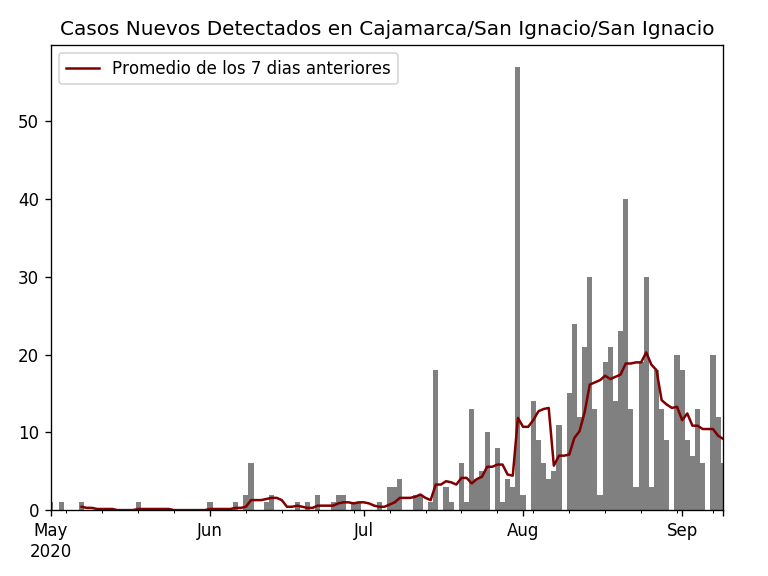 Casos Nuevos Detectados en Cajamarca/San Ignacio/San Ignacio
Promedio de los 7 dias anteriores
50
40
30
20
10
0
May Jun Jul Aug Sep
2020